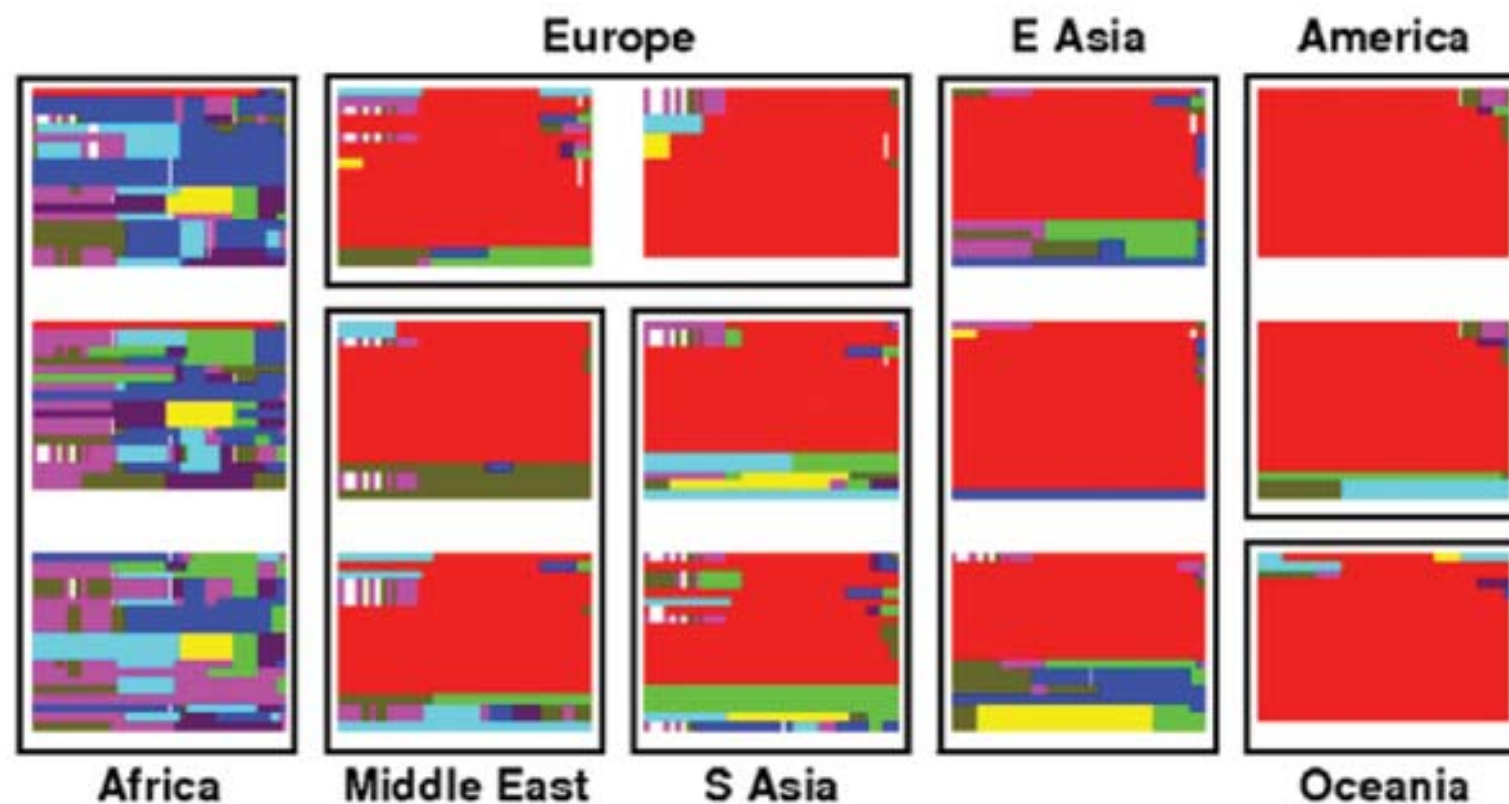 Europe
E Asia
America
Africa
Middle East
S Asia
Oceania